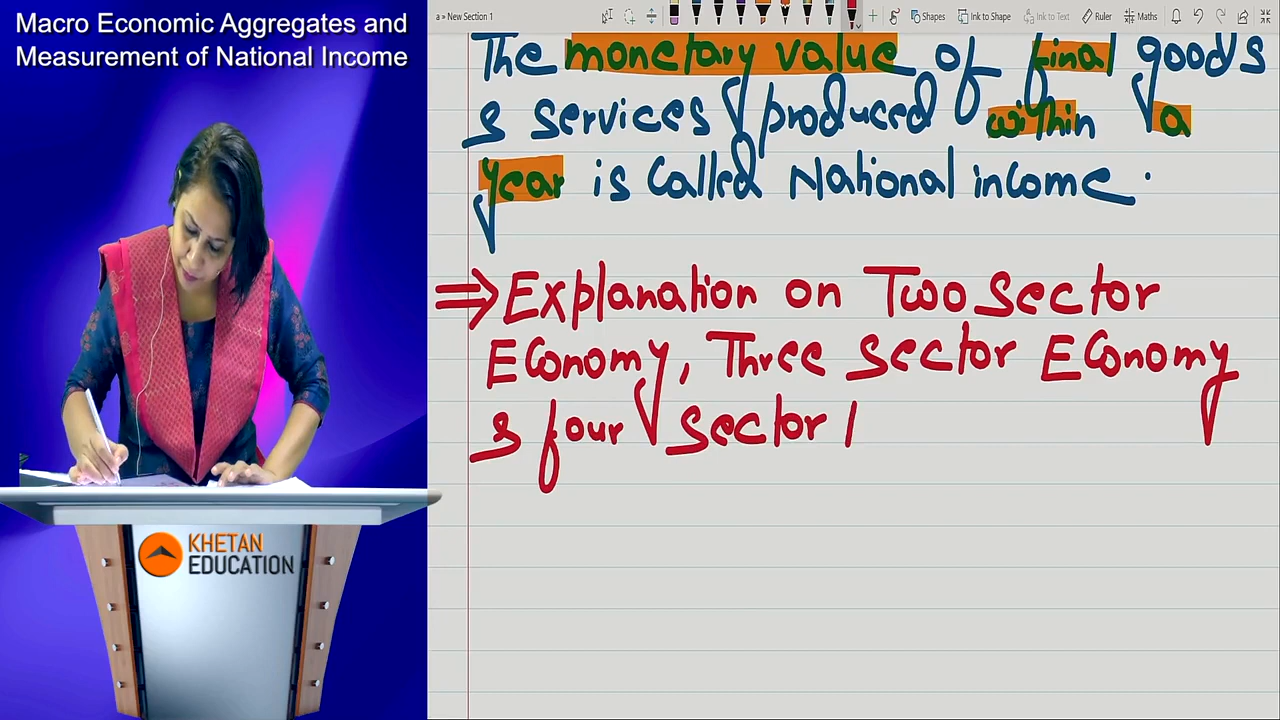 Macro Economic Aggregates and
Measurement of National Income
a » New Section 1
Shapes
Ink to Shape
Ink to Text
Ruler
Maths
The monetary value of final goods
& services produced within a
year is called National income.
⇒ Explanation on Two sector
Economy, Three sector Economy
& four sector
KHETAN
EDUCATION